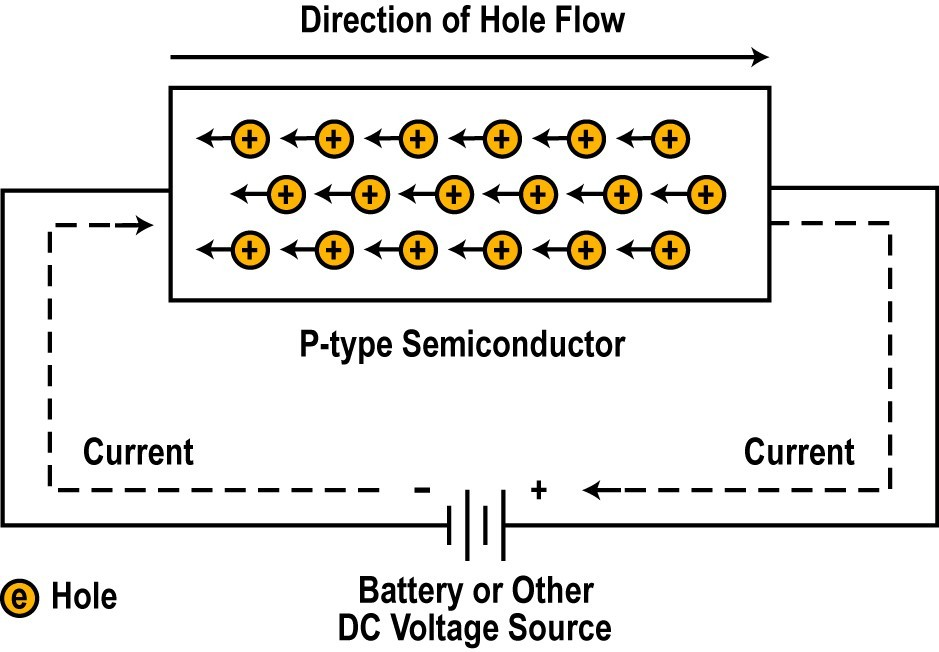 Direction of Hole Flow
+ + + + + +
+ + + + + +
+ + + + + +
P-type Semiconductor
Current Current
- +
e Hole
Battery or Other
DC Voltage Source